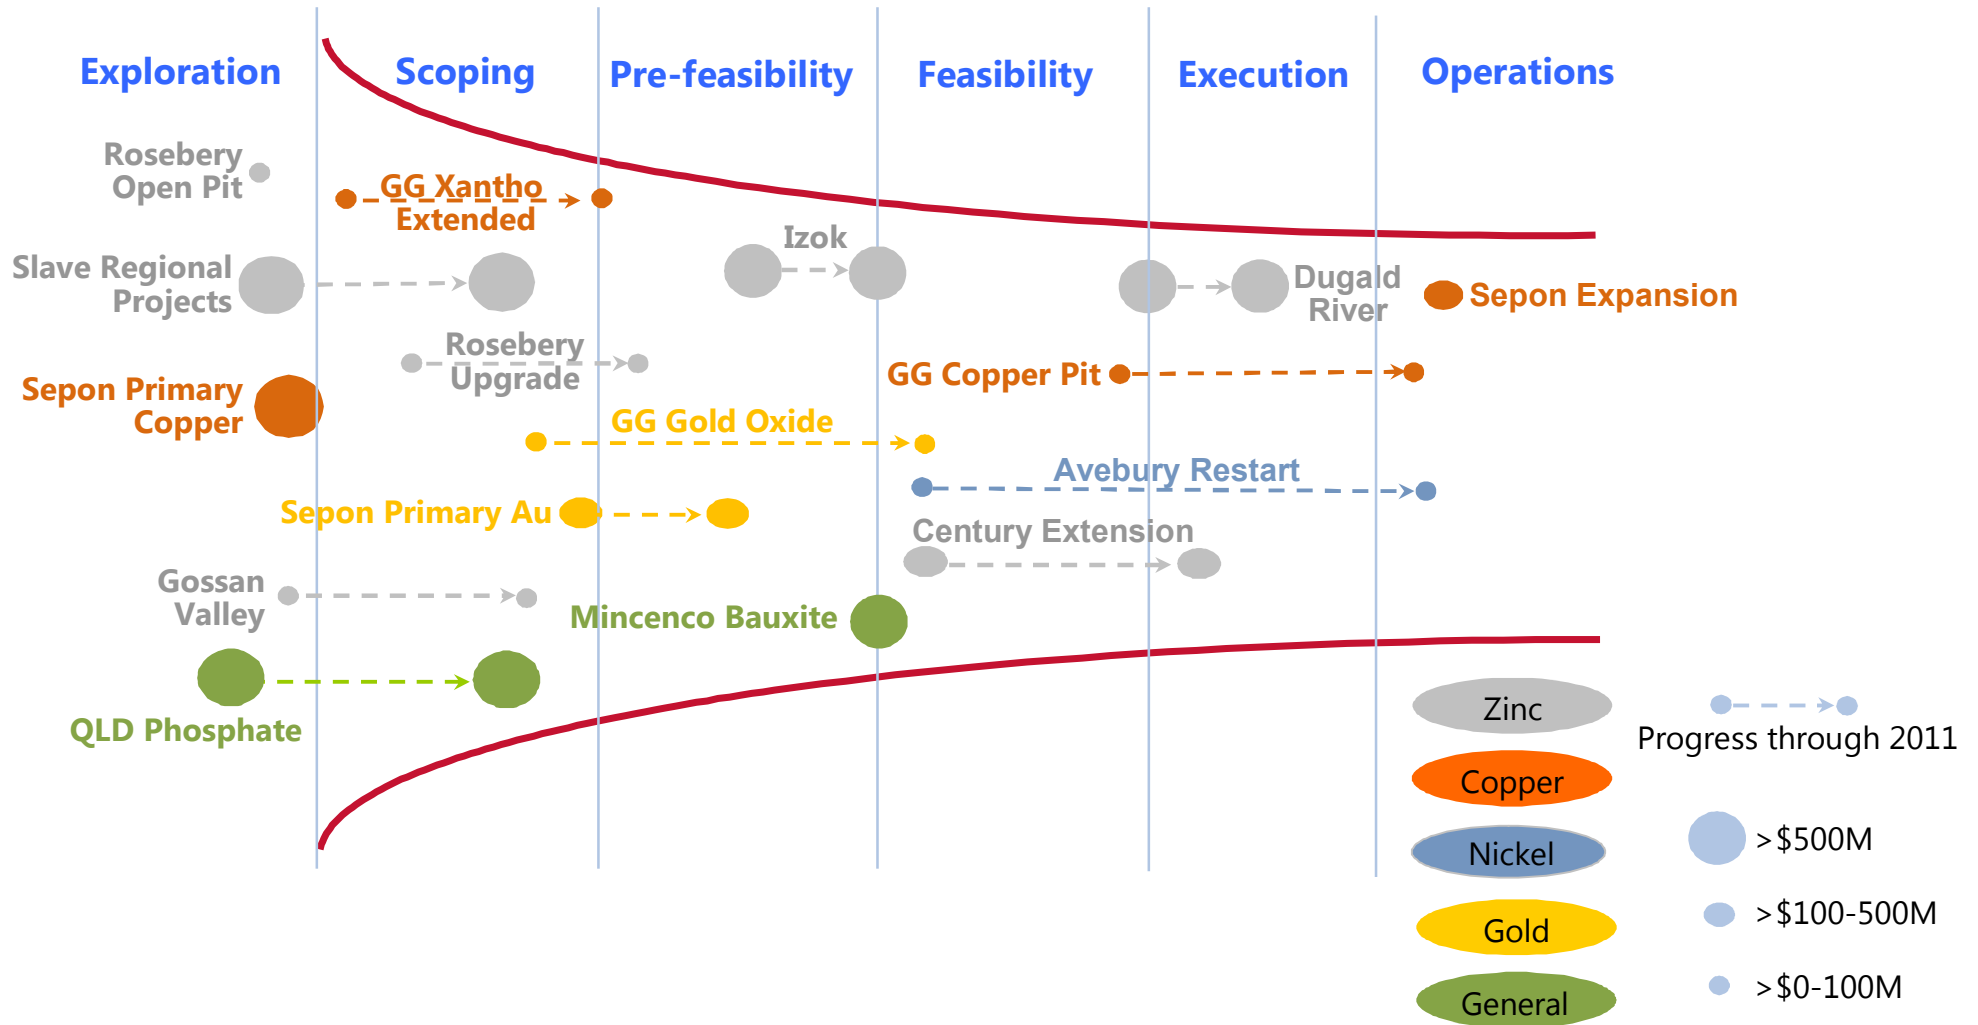 Exploration
Scoping
Pre-feasibility
Feasibility
Execution
Operations
Rosebery
Open Pit
GG Xantho
Extended
Izok
Slave Regional
Projects
Dugald
River
Sepon Expansion
Rosebery
Upgrade
GG Copper Pit
Sepon Primary
Copper
GG Gold Oxide
Avebury Restart
Sepon Primary Au
Century Extension
Gossan
Valley
Mincenco Bauxite
QLD Phosphate
Zinc
Copper
Nickel
Gold
General
Progress through 2011
>$500M
>$100-500M
>$0-100M